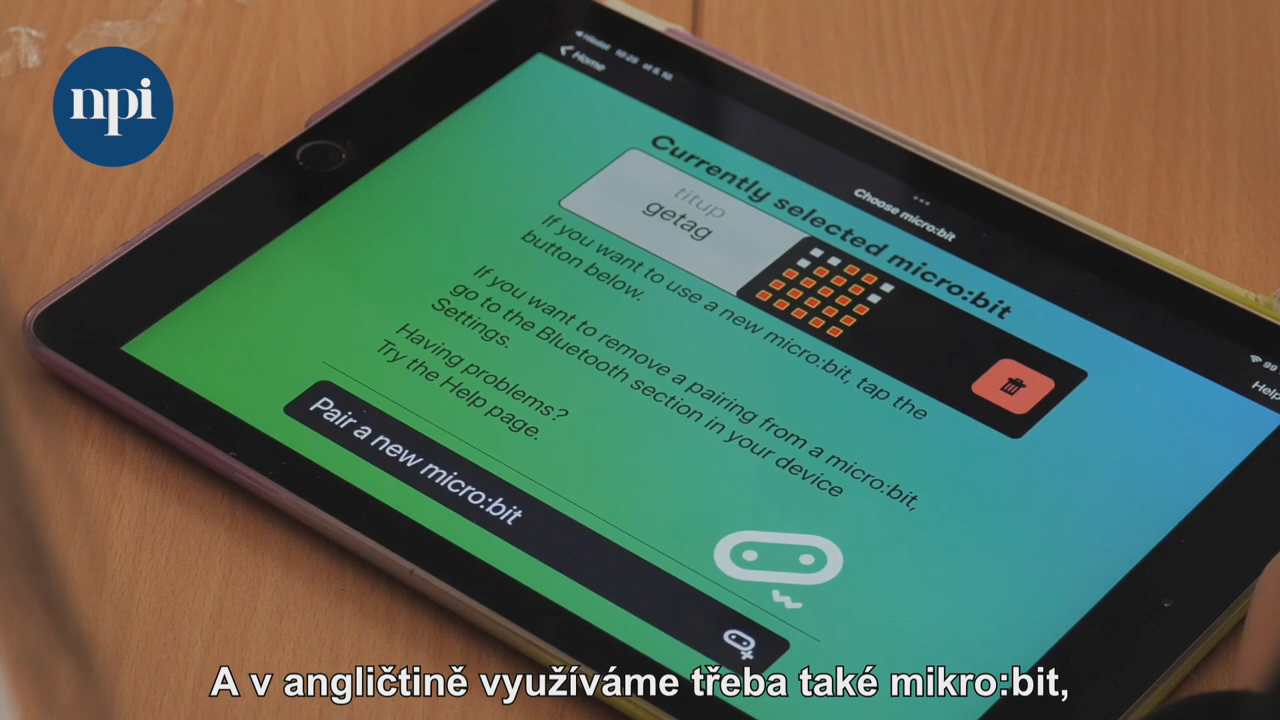 npi
10:25
Home
Choose micro:bit
99
Help
Currently selected micro:bit
titup
getag
If you want to use a new micro:bit, tap the
button below.
If you want to remove a pairing from a micro:bit,
go to the Bluetooth section in your device
Settings.
Having problems?
Try the Help page.
Pair a new micro:bit
A v angličtině využíváme třeba také mikro:bit,